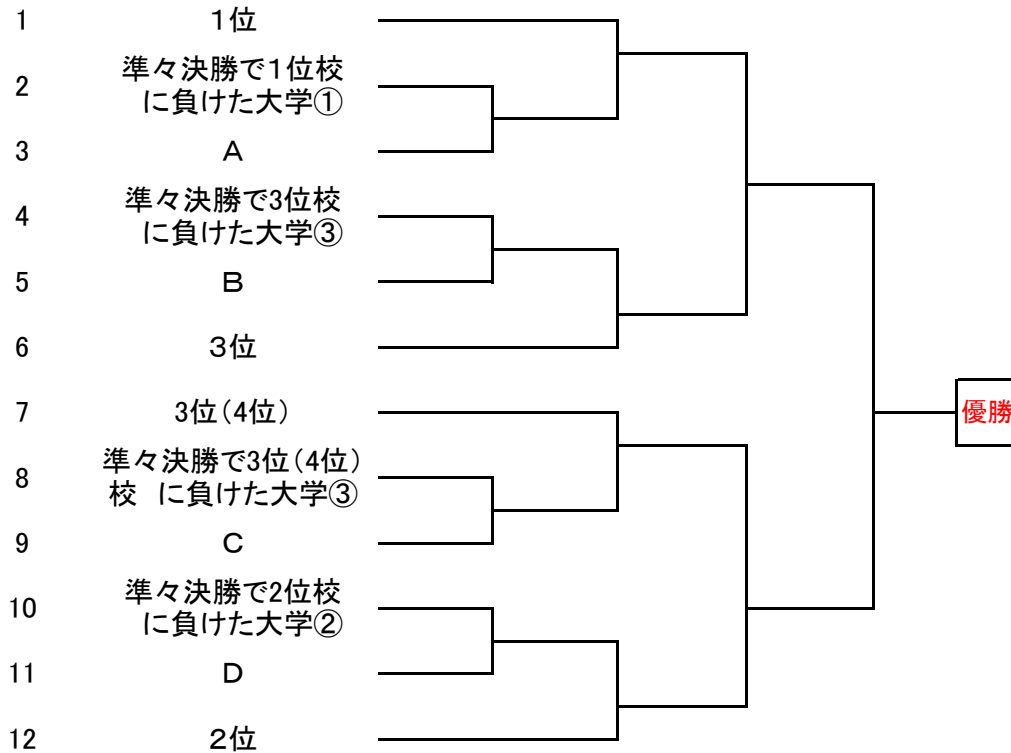 1 １位
2 準々決勝で１位校
に負けた大学①
3 Ａ
4 準々決勝で3位校
に負けた大学③
5 Ｂ
6 ３位
7 3位（4位）
8 準々決勝で3位（4位）
校　に負けた大学③
9 Ｃ
10 準々決勝で2位校
に負けた大学②
11 Ｄ
12 ２位
優勝